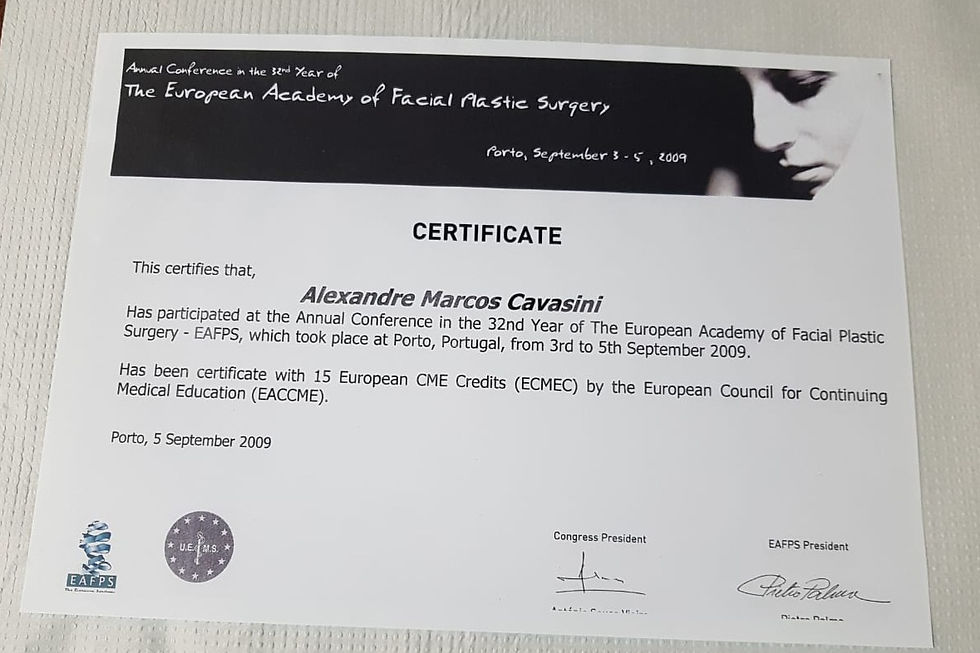 Annual Conference in the 32nd Year of
The European Academy of Facial Plastic Surgery
Porto, September 3 - 5, 2009
CERTIFICATE
This certifies that,
Alexandre Marcos Cavasini
Has participated at the Annual Conference in the 32nd Year of The European Academy of Facial Plastic
Surgery - EAFPS, which took place at Porto, Portugal, from 3rd to 5th September 2009.
Has been certificate with 15 European CME Credits (ECMEC) by the European Council for Continuing
Medical Education (EACCME).
Porto, 5 September 2009
EAFPS
U.E.M.S.
Congress President
EAFPS President
Pietro Palma